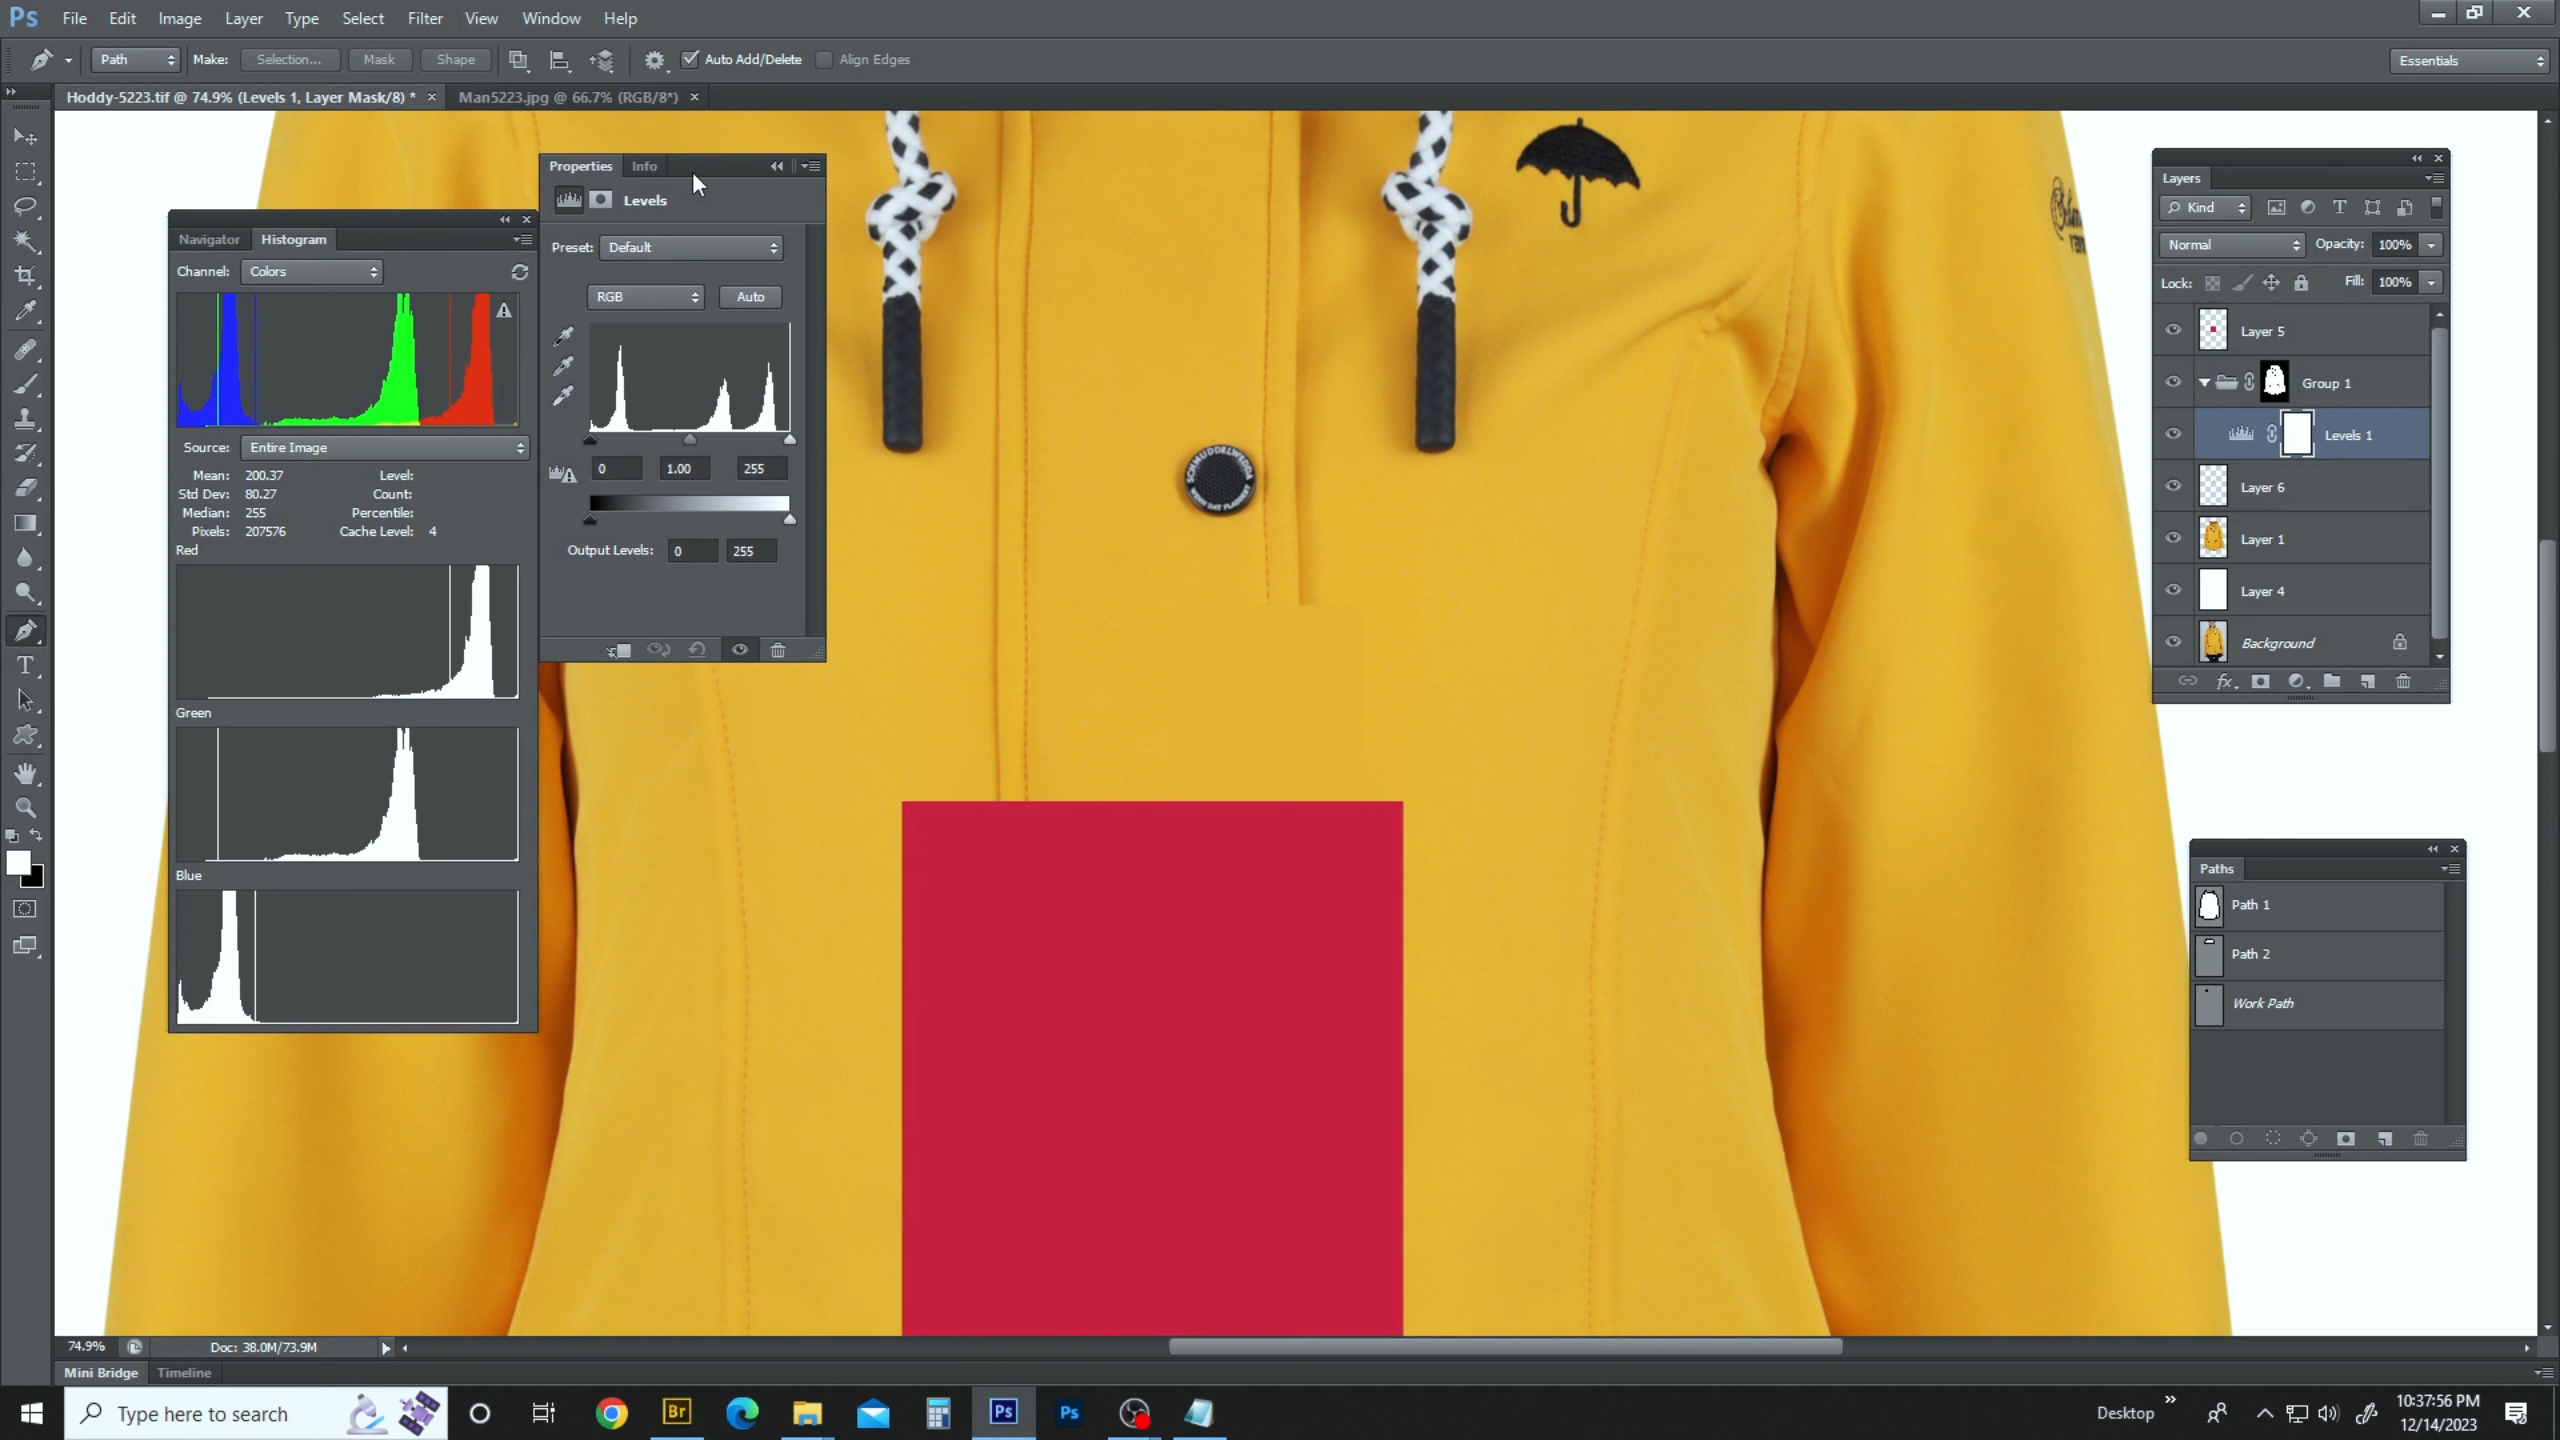 Ps File Edit Image Layer Type Select Filter View Window Help
Path Make: Selection... Mask Shape Auto Add/Delete Align Edges Essentials
Hoddy-5223.tif @ 74.9% (Levels 1, Layer Mask/8) * × Man5223.jpg @ 66.7% (RGB/8*) ×
Properties Info
Levels
Preset: Default
RGB Auto
0 1.00 255
Output Levels: 0 255
Navigator Histogram
Channel: Colors
Source: Entire Image
Mean: 200.37 Level:
Std Dev: 80.27 Count:
Median: 255 Percentile:
Pixels: 207576 Cache Level: 4
Red
Green
Blue
SCHMUDDELWEDDA
Layers
Kind
Normal Opacity: 100%
Lock: Fill: 100%
Layer 5
Group 1
Levels 1
Layer 6
Layer 1
Layer 4
Background
fx
Paths
Path 1
Path 2
Work Path
74.9% Doc: 38.0M/73.9M
Mini Bridge Timeline
Type here to search Br Ps Ps Desktop 10:37:56 PM
12/14/2023